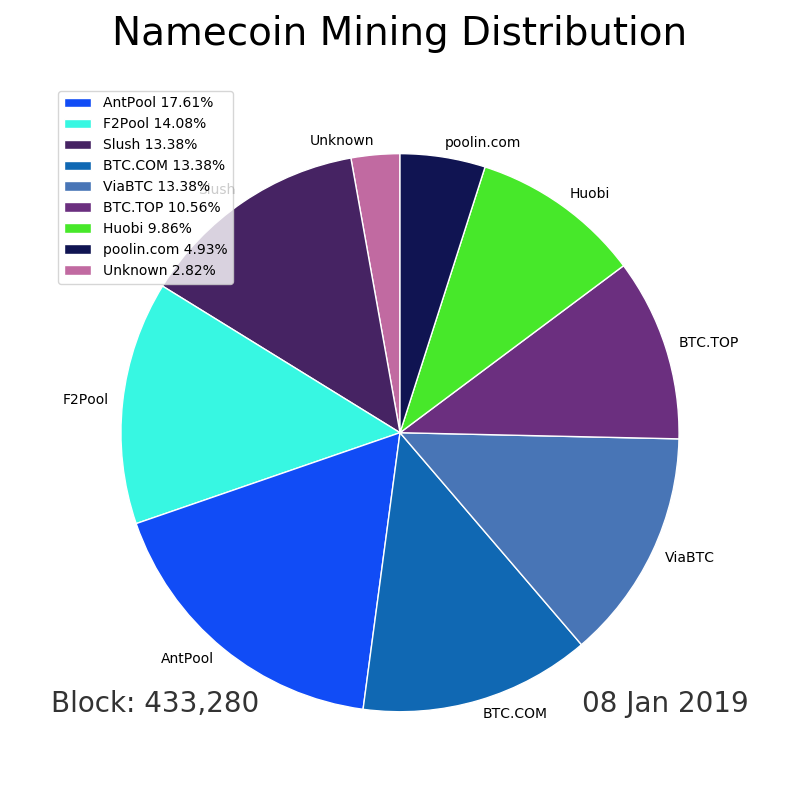 Namecoin Mining Distribution
AntPool 17.61%
F2Pool 14.08%
Slush 13.38%
BTC.COM 13.38%
ViaBTC 13.38%
BTC.TOP 10.56%
Huobi 9.86%
poolin.com 4.93%
Unknown 2.82%
Unknown
poolin.com
Slush
Huobi
BTC.TOP
F2Pool
ViaBTC
AntPool
BTC.COM
Block: 433,280
08 Jan 2019